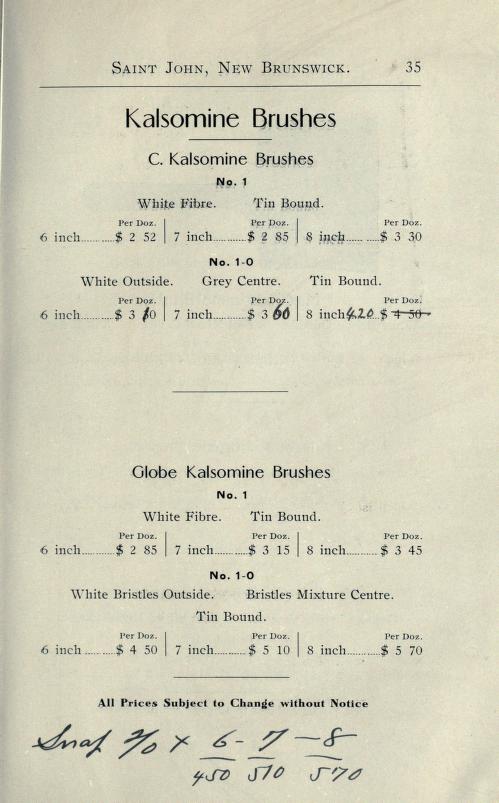 SAINT JOHN, NEW BRUNSWICK. 35
Kalsomine Brushes
C. Kalsomine Brushes
No. 1
White Fibre. Tin Bound.
Per Doz. Per Doz. Per Doz.
6 inch......... $ 2 52 | 7 inch......... $ 2 85 | 8 inch......... $ 3 30
No. 1-0
White Outside. Grey Centre. Tin Bound.
Per Doz. Per Doz. Per Doz.
6 inch......... $ 3 10 | 7 inch......... $ 3 60 | 8 inch 420 $ 4 50
Globe Kalsomine Brushes
No. 1
White Fibre. Tin Bound.
Per Doz. Per Doz. Per Doz.
6 inch......... $ 2 85 | 7 inch......... $ 3 15 | 8 inch......... $ 3 45
No. 1-0
White Bristles Outside. Bristles Mixture Centre.
Tin Bound.
Per Doz. Per Doz. Per Doz.
6 inch......... $ 4 50 | 7 inch......... $ 5 10 | 8 inch......... $ 5 70
All Prices Subject to Change without Notice
Snap 2/0 x 6 - 7 - 8
450 510 570